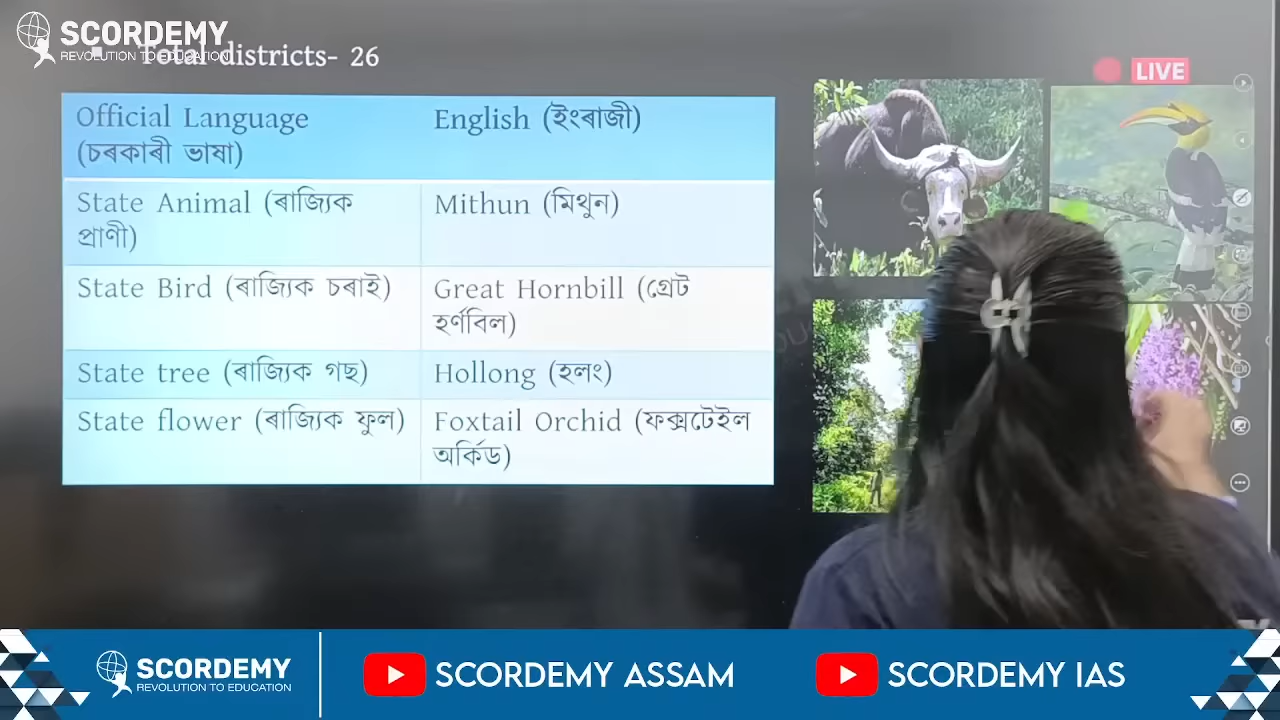 SCORDEMY
REVOLUTION TO EDUCATION
Total districts- 26
LIVE
Official Language
(চৰকাৰী ভাষা)
English (ইংৰাজী)
State Animal (ৰাজ্যিক
প্ৰাণী)
Mithun (মিথুন)
State Bird (ৰাজ্যিক চৰাই)
Great Hornbill (গ্ৰেট
হৰ্ণবিল)
State tree (ৰাজ্যিক গছ)
Hollong (হলং)
State flower (ৰাজ্যিক ফুল)
Foxtail Orchid (ফক্সটেইল
অৰ্কিড)
SCORDEMY
REVOLUTION TO EDUCATION
SCORDEMY ASSAM
SCORDEMY IAS